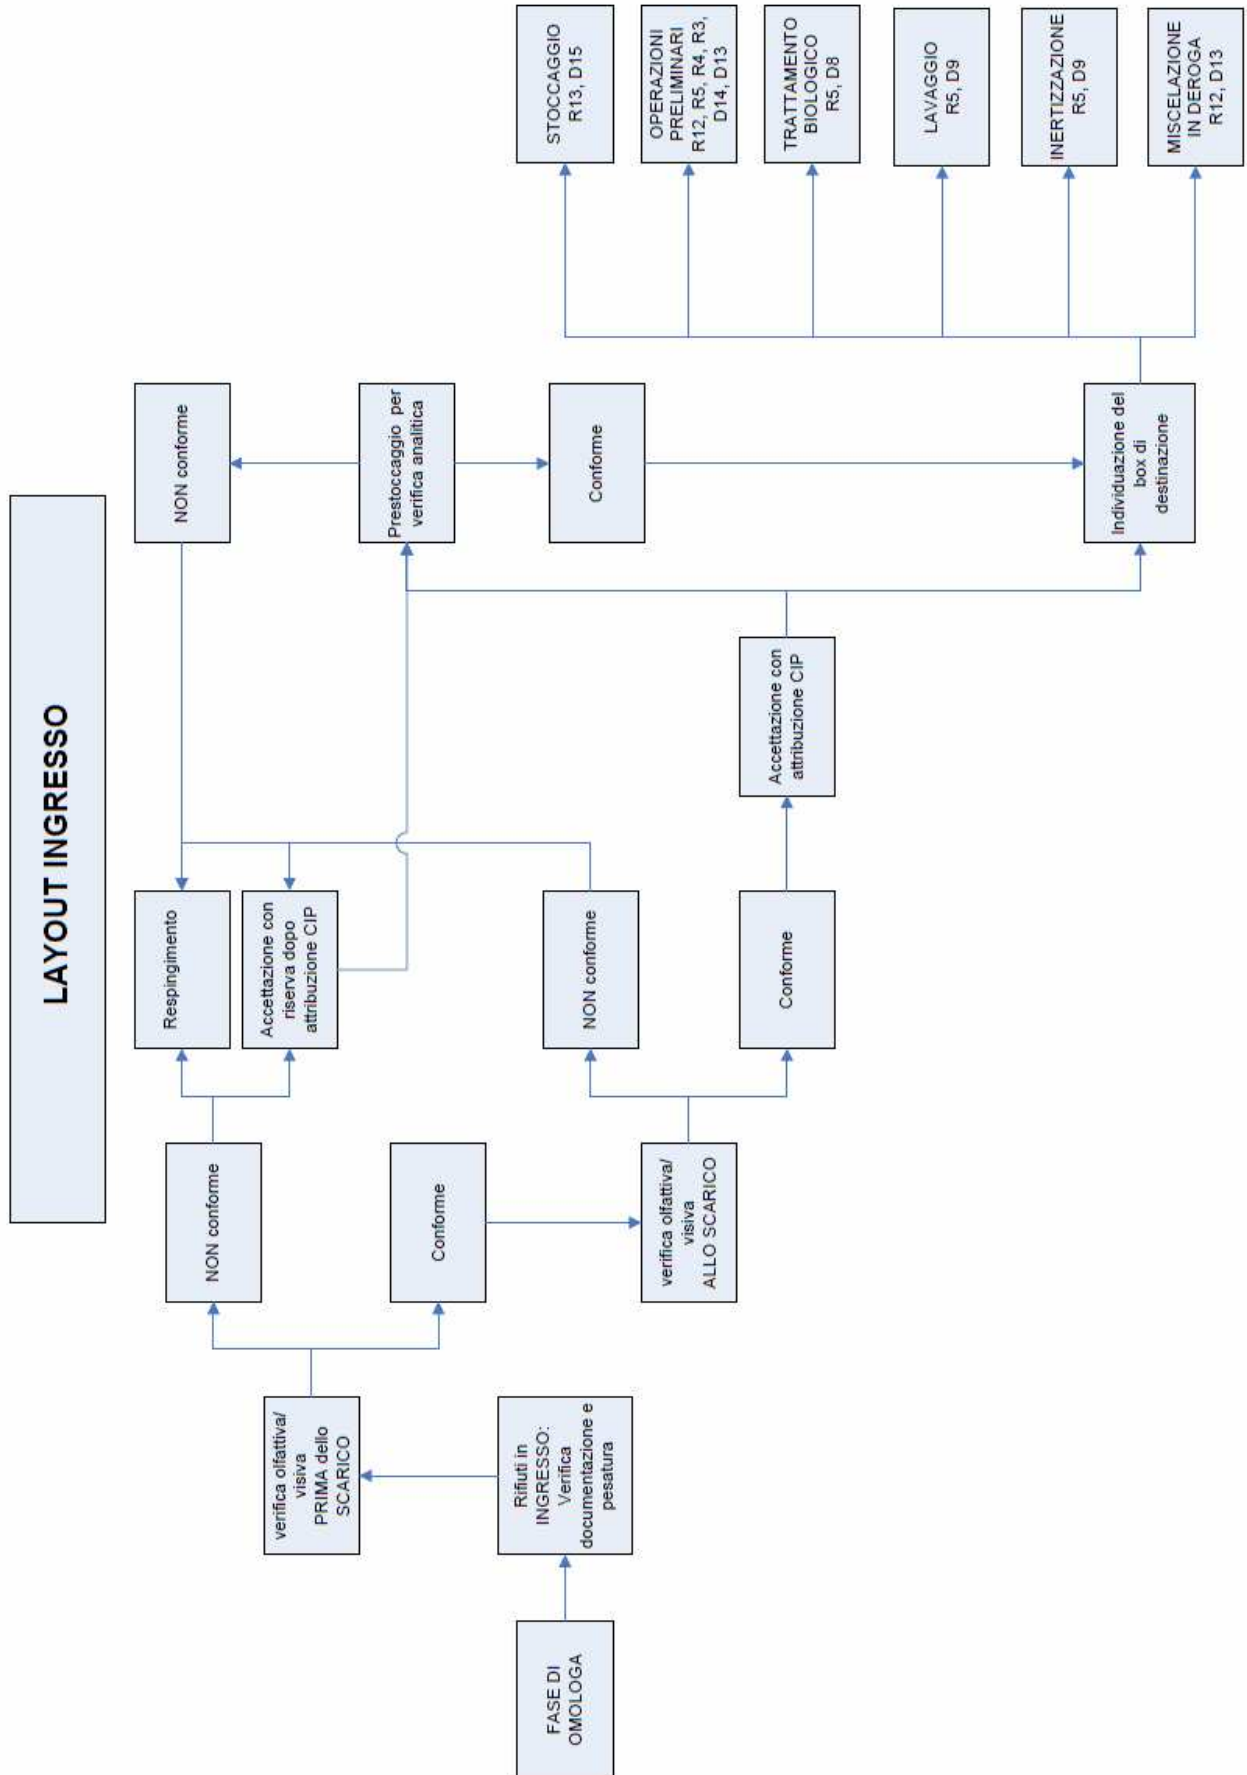 LAYOUT INGRESSO
FASE DI
OMOLOGA
Rifiuti in
INGRESSO:
Verifica
documentazione e
pesatura
verifica olfattiva/
visiva
PRIMA dello
SCARICO
NON conforme
Conforme
verifica olfattiva/
visiva
ALLO SCARICO
Respingimento
Accettazione con
riserva dopo
attribuzione CIP
NON conforme
Conforme
Accettazione con
attribuzione CIP
NON conforme
Prestoccaggio per
verifica analitica
Conforme
Individuazione del
box di
destinazione
STOCCAGGIO
R13, D15
OPERAZIONI
PRELIMINARI
R12, R5, R4, R3,
D14, D13
TRATTAMENTO
BIOLOGICO
R5, D8
LAVAGGIO
R5, D9
INERTIZZAZIONE
R5, D9
MISCELAZIONE
IN DEROGA
R12, D13